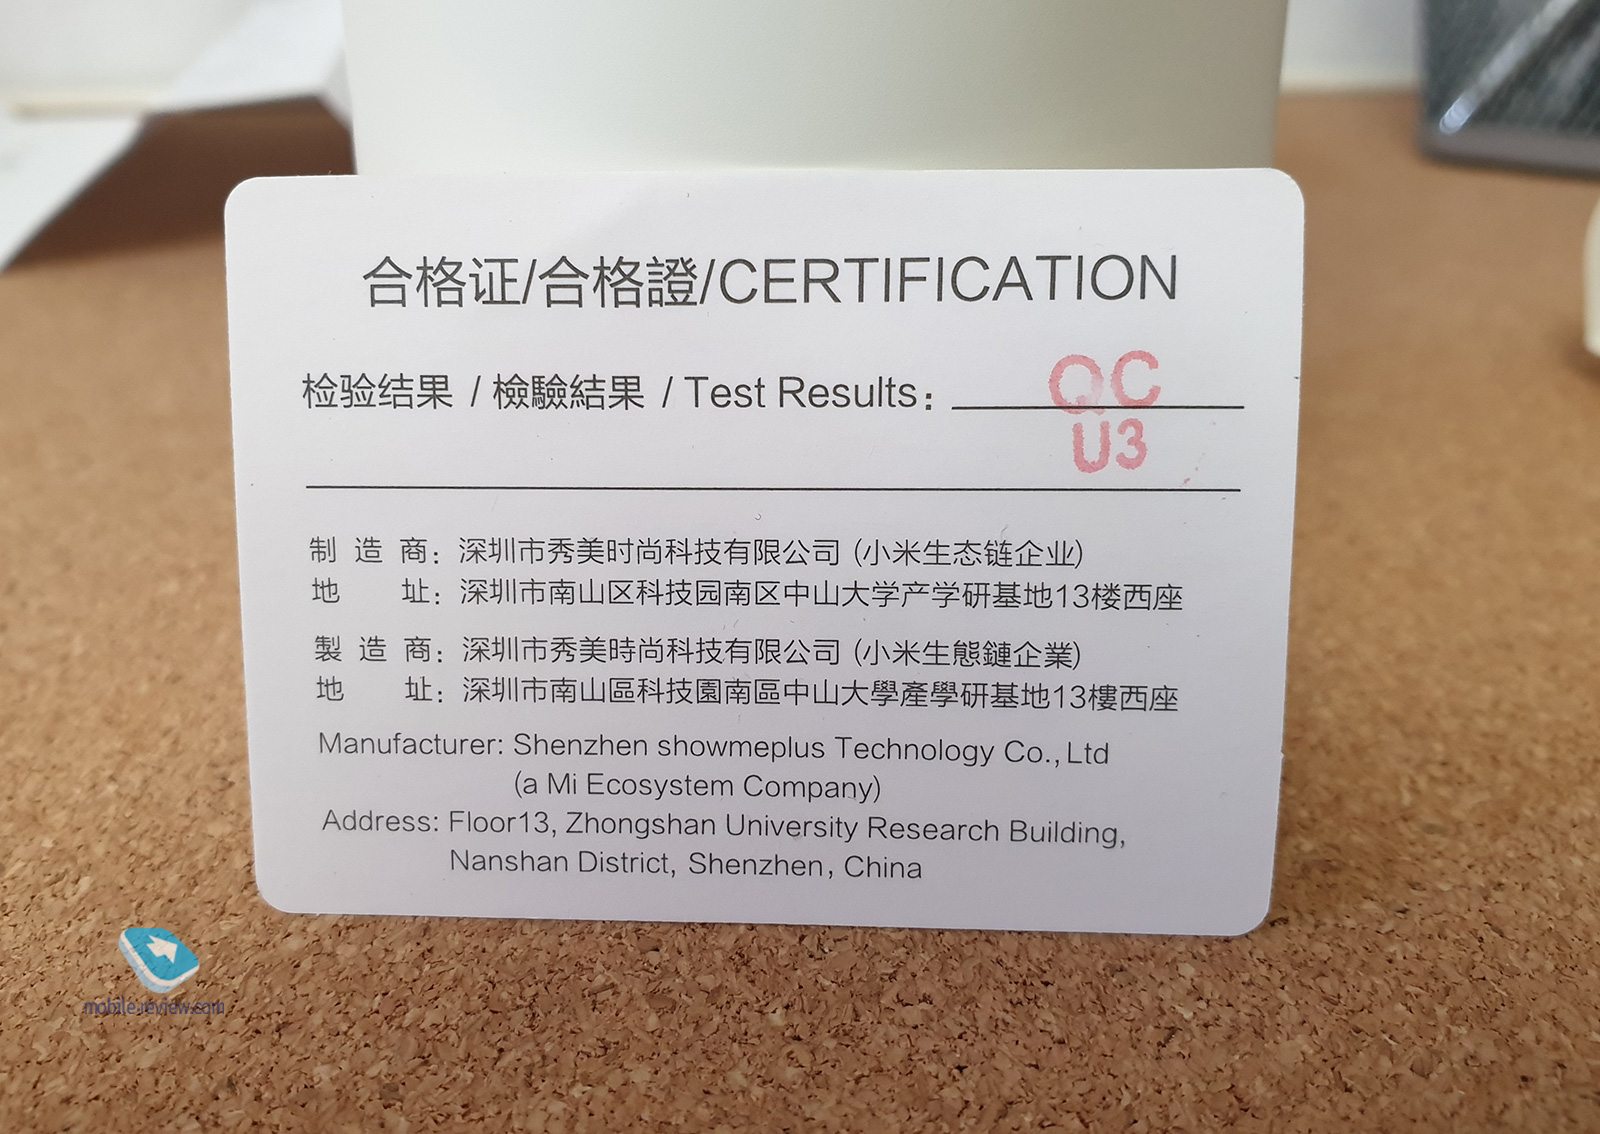 合格证/合格證/CERTIFICATION
检验结果 / 檢驗結果 / Test Results: QC
U3
制造商: 深圳市秀美时尚科技有限公司 (小米生态链企业)
地址: 深圳市南山区科技园南区中山大学产学研基地13楼西座
製造商: 深圳市秀美時尚科技有限公司 (小米生態鏈企業)
地址: 深圳市南山區科技園南區中山大學產學研基地13樓西座
Manufacturer: Shenzhen showmeplus Technology Co., Ltd
(a Mi Ecosystem Company)
Address: Floor13, Zhongshan University Research Building,
Nanshan District, Shenzhen, China
mobile-review.com